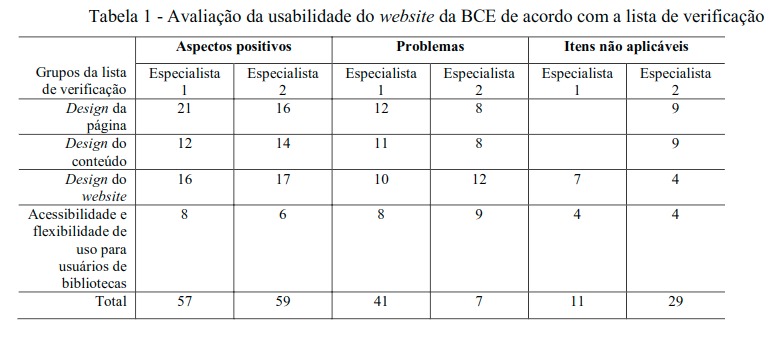 Tabela 1 - Avaliação da usabilidade do website da BCE de acordo com a lista de verificação
Aspectos positivos Problemas Itens não aplicáveis
Grupos da lista de verificação Especialista 1 Especialista 2 Especialista 1 Especialista 2 Especialista 1 Especialista 2
Design da página 21 16 12 8 9
Design do conteúdo 12 14 11 8 9
Design do website 16 17 10 12 7 4
Acessibilidade e flexibilidade de uso para usuários de bibliotecas 8 6 8 9 4 4
Total 57 59 41 7 11 29